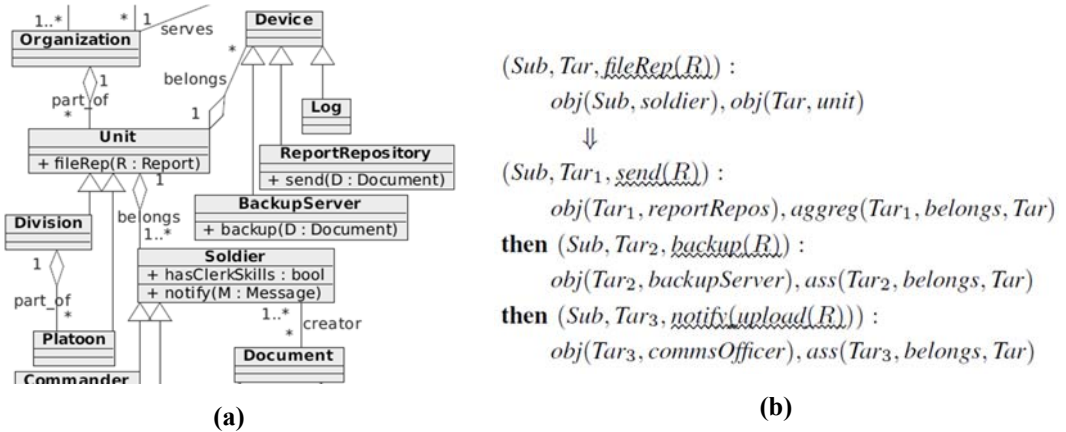 1..*
*
1
serves
Organization
Device
1
part_of
*
*
belongs
1
Log
Unit
+ fileRep(R : Report)
ReportRepository
+ send(D : Document)
1
belongs
1..*
BackupServer
+ backup(D : Document)
Division
1
part_of
*
Platoon
Soldier
+ hasClerkSkills : bool
+ notify(M : Message)
1..*
*
creator
Document
Commander
(a)
(Sub, Tar, fileRep(R)) :
obj(Sub, soldier), obj(Tar, unit)
⇓
(Sub, Tar₁, send(R)) :
obj(Tar₁, reportRepos), aggreg(Tar₁, belongs, Tar)
then (Sub, Tar₂, backup(R)) :
obj(Tar₂, backupServer), ass(Tar₂, belongs, Tar)
then (Sub, Tar₃, notify(upload(R))) :
obj(Tar₃, commsOfficer), ass(Tar₃, belongs, Tar)
(b)